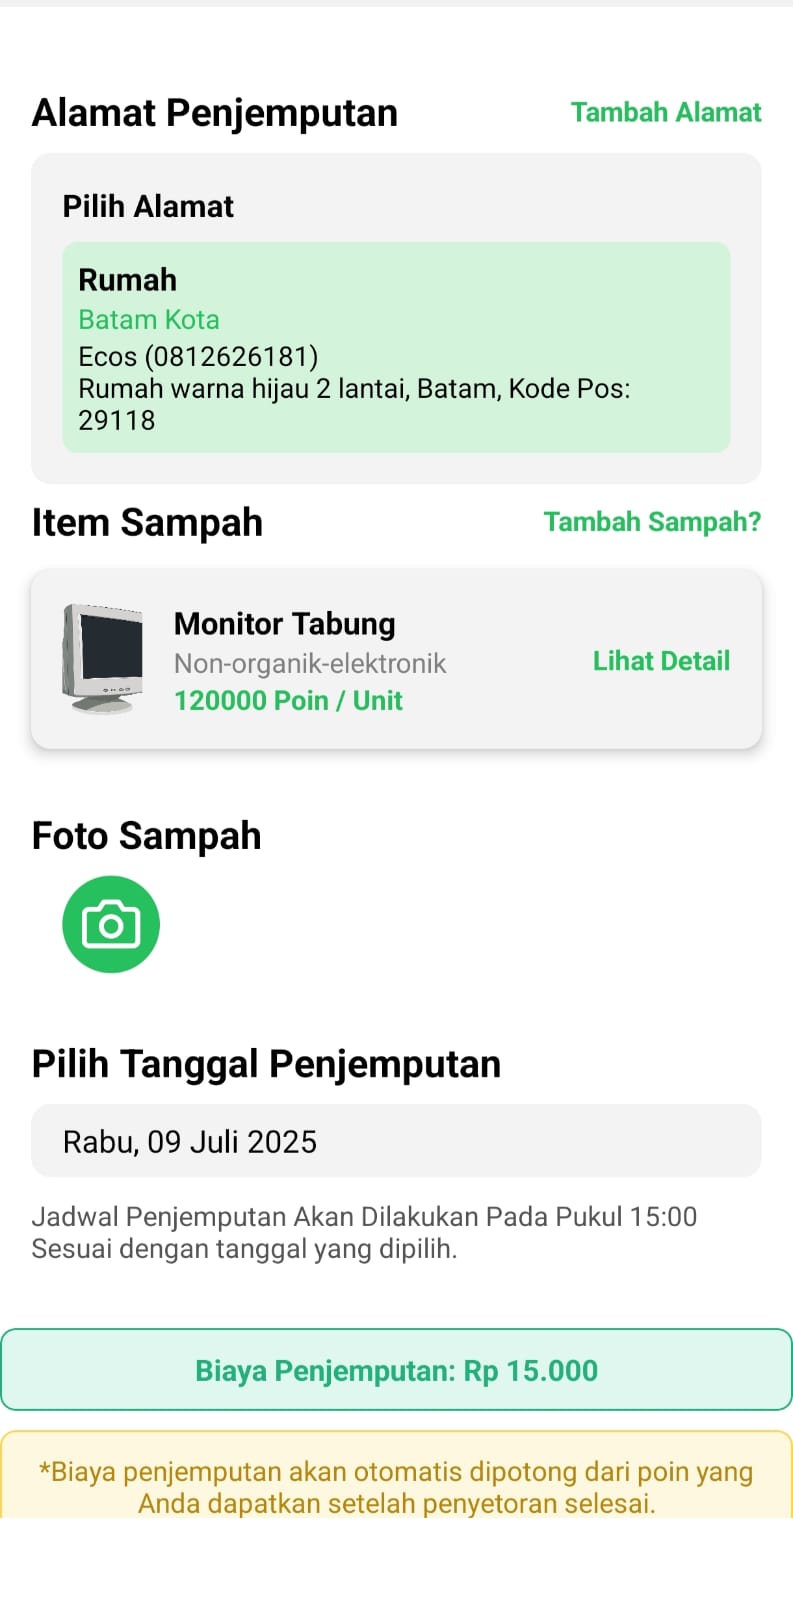 Alamat Penjemputan
Tambah Alamat
Pilih Alamat
Rumah
Batam Kota
Ecos (0812626181)
Rumah warna hijau 2 lantai, Batam, Kode Pos:
29118
Item Sampah
Tambah Sampah?
Monitor Tabung
Non-organik-elektronik
120000 Poin / Unit
Lihat Detail
Foto Sampah
Pilih Tanggal Penjemputan
Rabu, 09 Juli 2025
Jadwal Penjemputan Akan Dilakukan Pada Pukul 15:00
Sesuai dengan tanggal yang dipilih.
Biaya Penjemputan: Rp 15.000
*Biaya penjemputan akan otomatis dipotong dari poin yang
Anda dapatkan setelah penyetoran selesai.